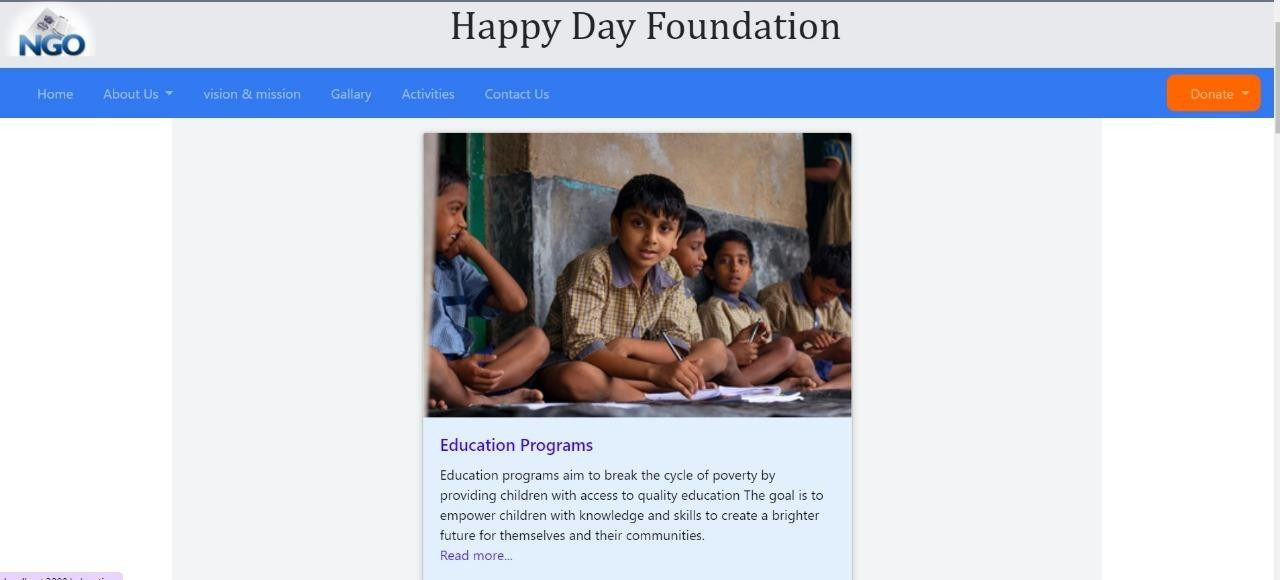 NGO
Happy Day Foundation
Home About Us vision & mission Gallary Activities Contact Us Donate
Education Programs
Education programs aim to break the cycle of poverty by
providing children with access to quality education The goal is to
empower children with knowledge and skills to create a brighter
future for themselves and their communities.
Read more...